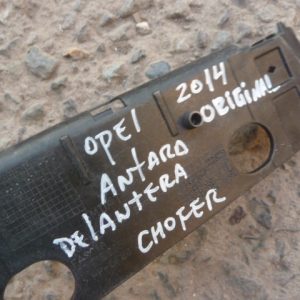 OPEl 2014
ANtARA ORIGINAL
DElANtERA
CHOFER